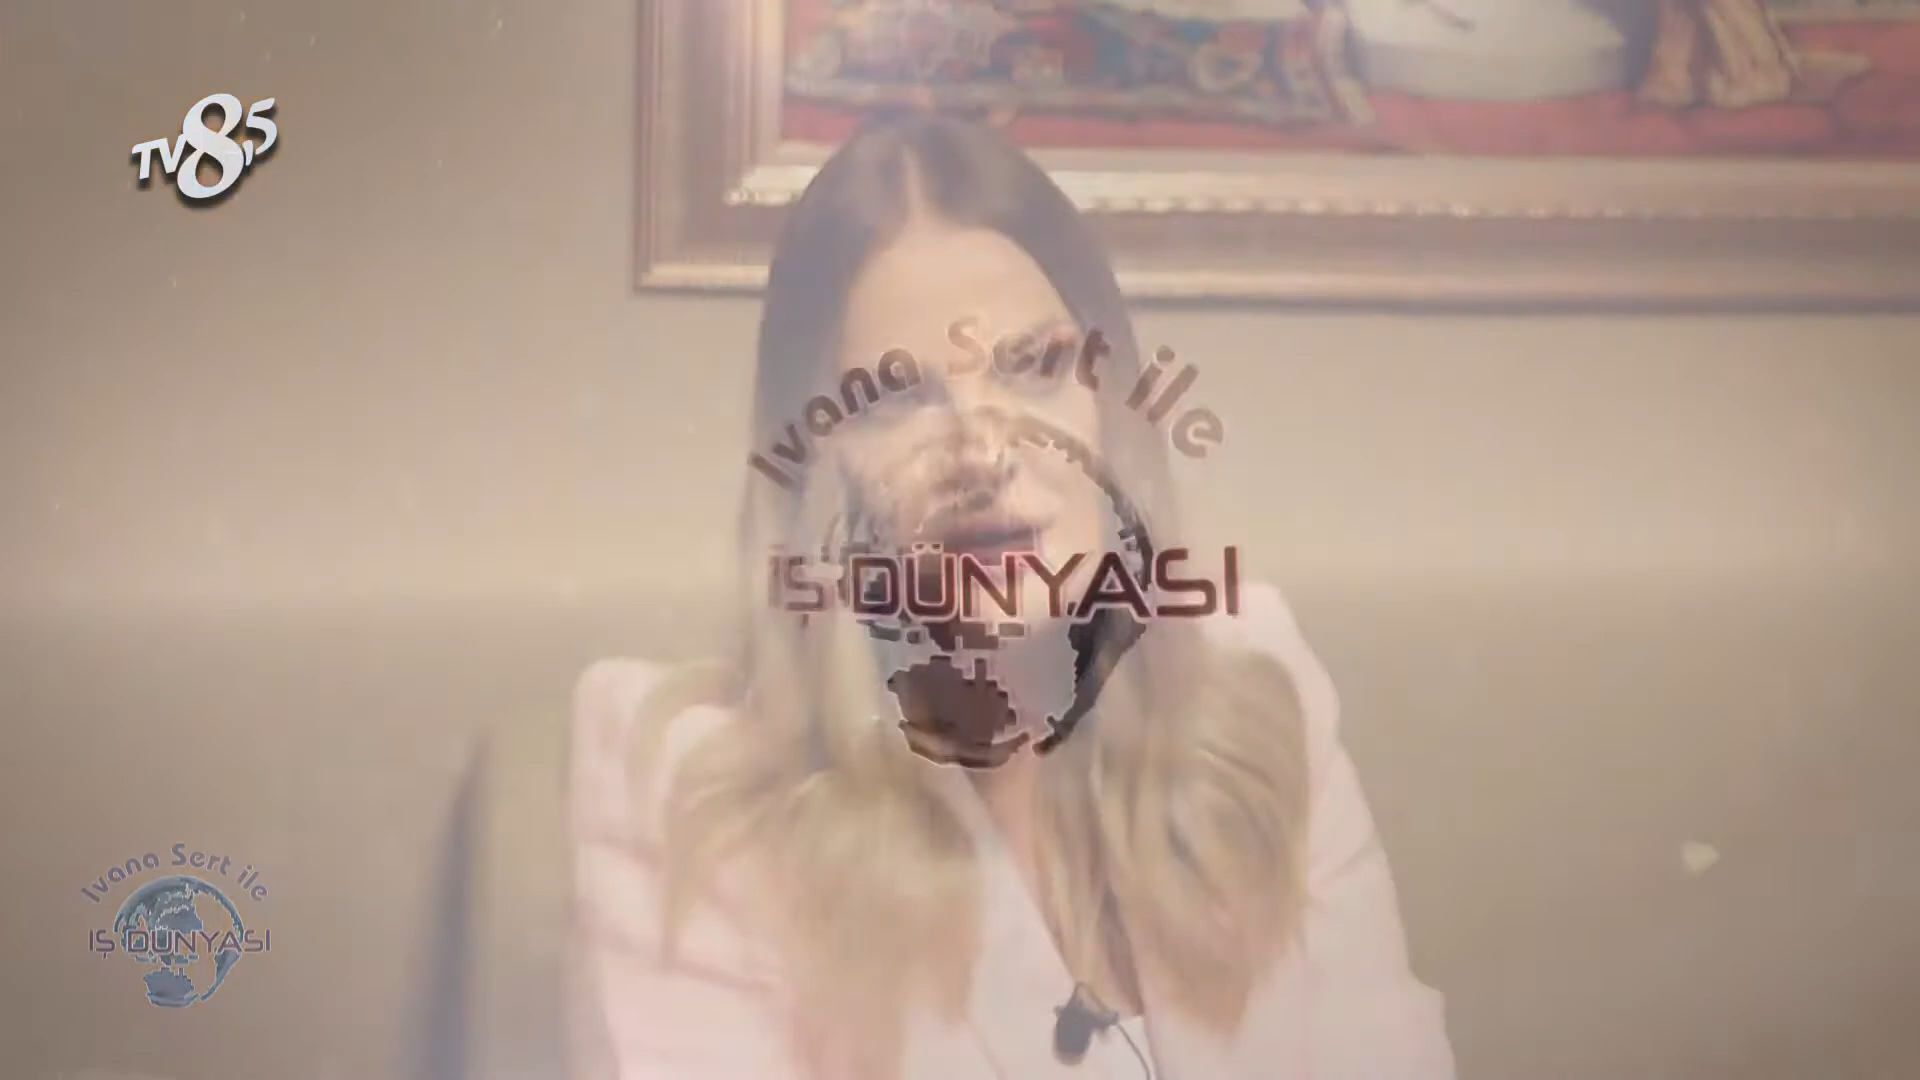 TV8,5
Ivana Sert ile
İŞ DÜNYASI
Ivana Sert ile
İŞ DÜNYASI